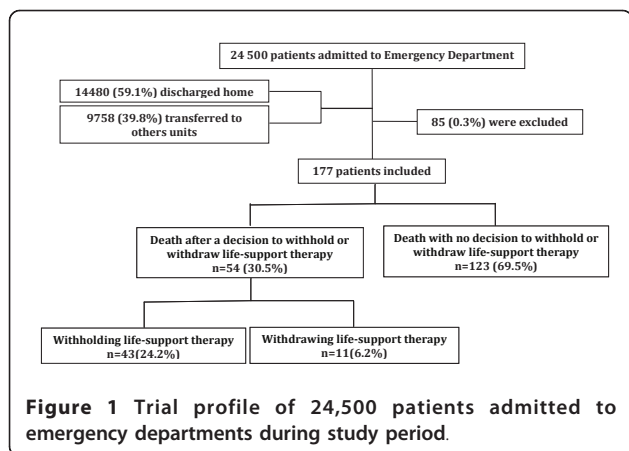 24 500 patients admitted to Emergency Department
14480 (59.1%) discharged home
9758 (39.8%) transferred to
others units
85 (0.3%) were excluded
177 patients included
Death after a decision to withhold or
withdraw life-support therapy
n=54 (30.5%)
Death with no decision to withhold or
withdraw life-support therapy
n=123 (69.5%)
Withholding life-support therapy
n=43(24.2%)
Withdrawing life-support therapy
n=11(6.2%)
Figure 1 Trial profile of 24,500 patients admitted to
emergency departments during study period.